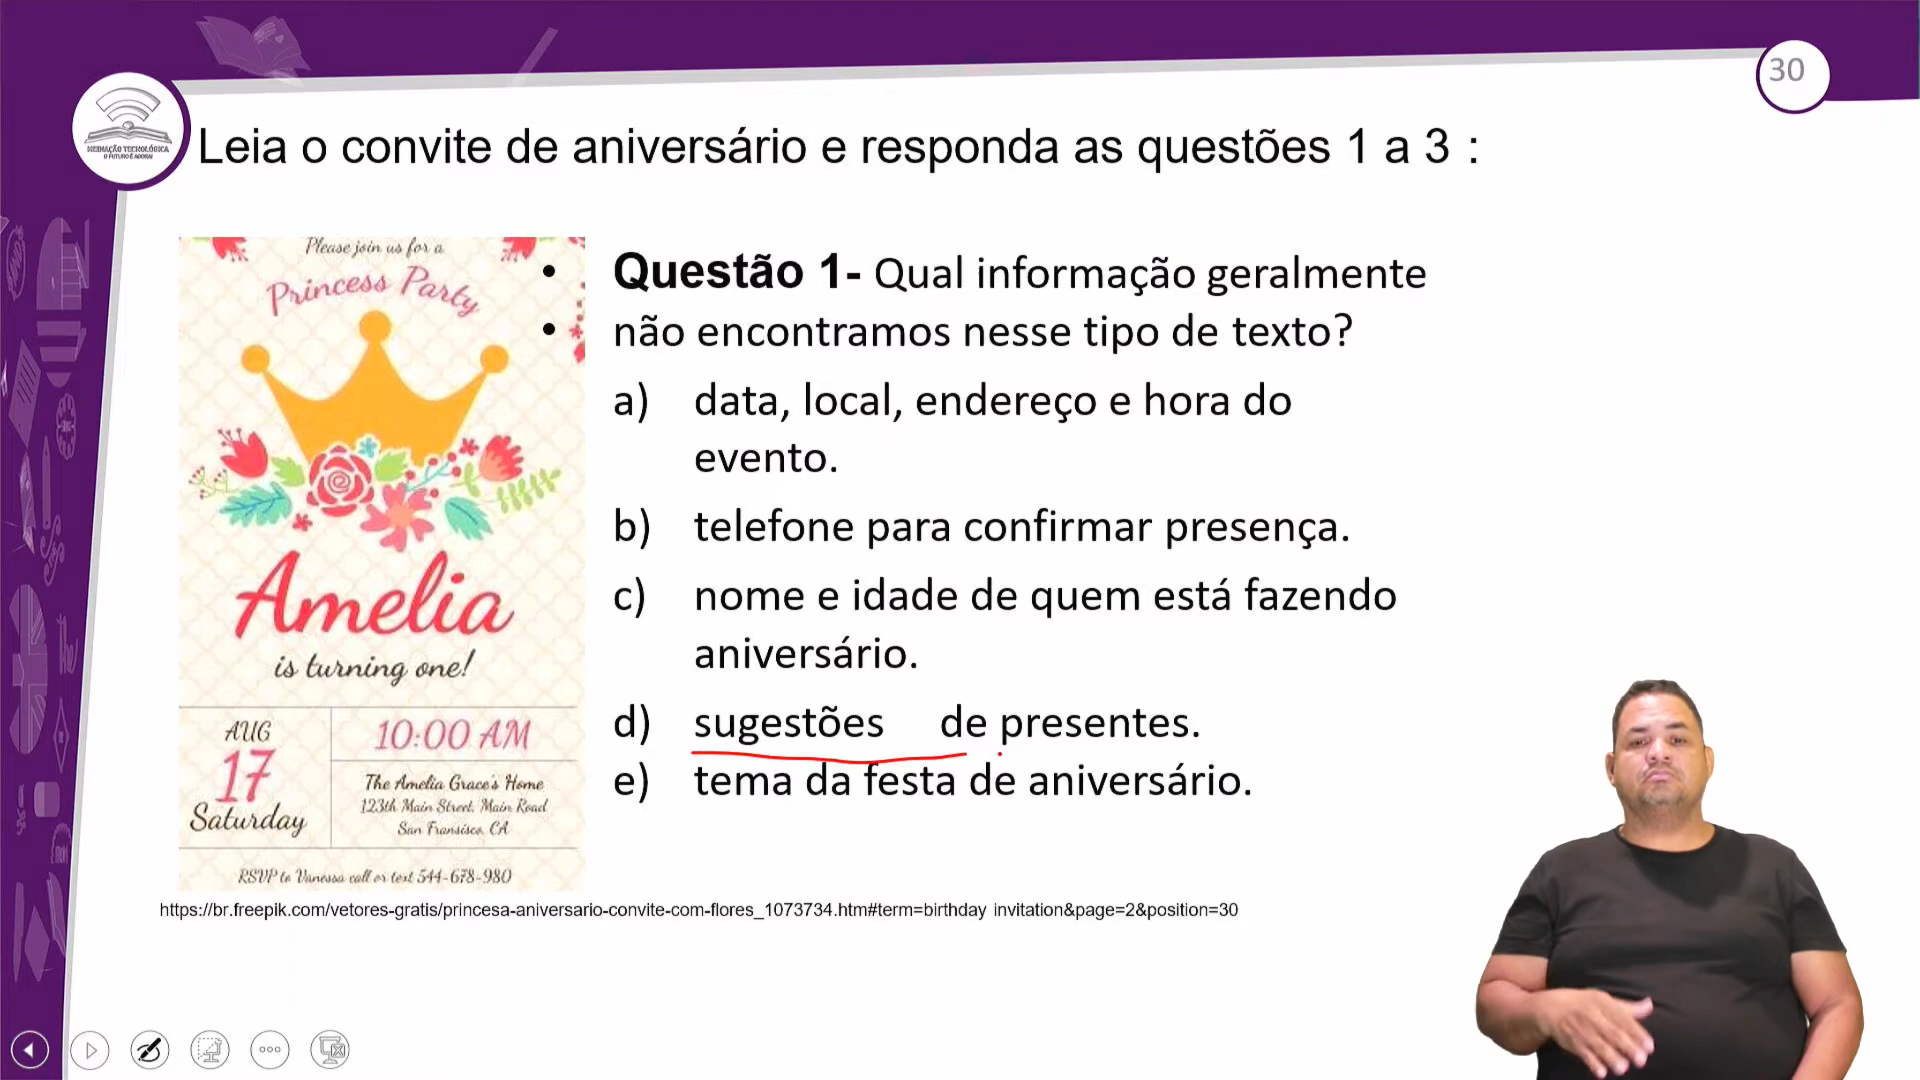 30
MEDIAÇÃO TECNOLÓGICA
O FUTURO É AGORA!
Leia o convite de aniversário e responda as questões 1 a 3 :
Please join us for a
Princess Party
Amelia
is turning one!
AUG
17
Saturday
10:00 AM
The Amelia Grace's Home
123th Main Street, Main Road
San Fransisco, CA
RSVP to Vanessa call or text 544-678-980
• Questão 1- Qual informação geralmente
• não encontramos nesse tipo de texto?
a) data, local, endereço e hora do
evento.
b) telefone para confirmar presença.
c) nome e idade de quem está fazendo
aniversário.
d) sugestões de presentes.
e) tema da festa de aniversário.
https://br.freepik.com/vetores-gratis/princesa-aniversario-convite-com-flores_1073734.htm#term=birthday invitation&page=2&position=30